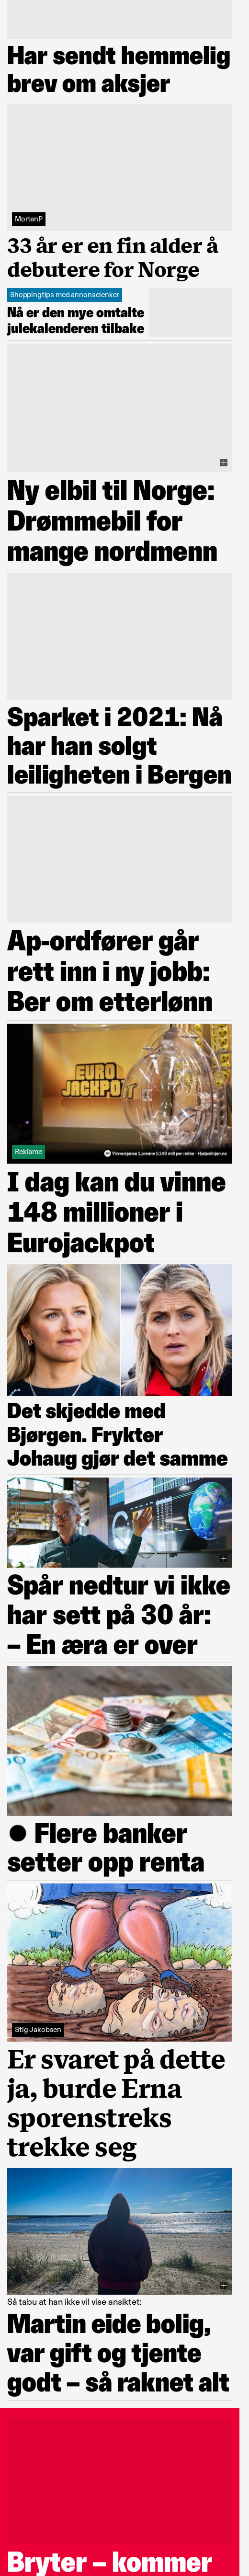 Har sendt hemmelig
brev om aksjer
MortenP
33 år er en fin alder å
debutere for Norge
Shoppingtips med annonselenker
Nå er den mye omtalte
julekalenderen tilbake
Ny elbil til Norge:
Drømmebil for
mange nordmenn
Sparket i 2021: Nå
har han solgt
leiligheten i Bergen
Ap-ordfører går
rett inn i ny jobb:
Ber om etterlønn
EURO
JACKPOT
Reklame
Vinnersjanse 1.premie 1:140 mill per rekke - Hjelpelinjen.no
I dag kan du vinne
148 millioner i
Eurojackpot
Det skjedde med
Bjørgen. Frykter
Johaug gjør det samme
Spår nedtur vi ikke
har sett på 30 år:
– En æra er over
● Flere banker
setter opp renta
Stig Jakobsen
Er svaret på dette
ja, burde Erna
sporenstreks
trekke seg
Så tabu at han ikke vil vise ansiktet:
Martin eide bolig,
var gift og tjente
godt – så raknet alt
Bryter – kommer